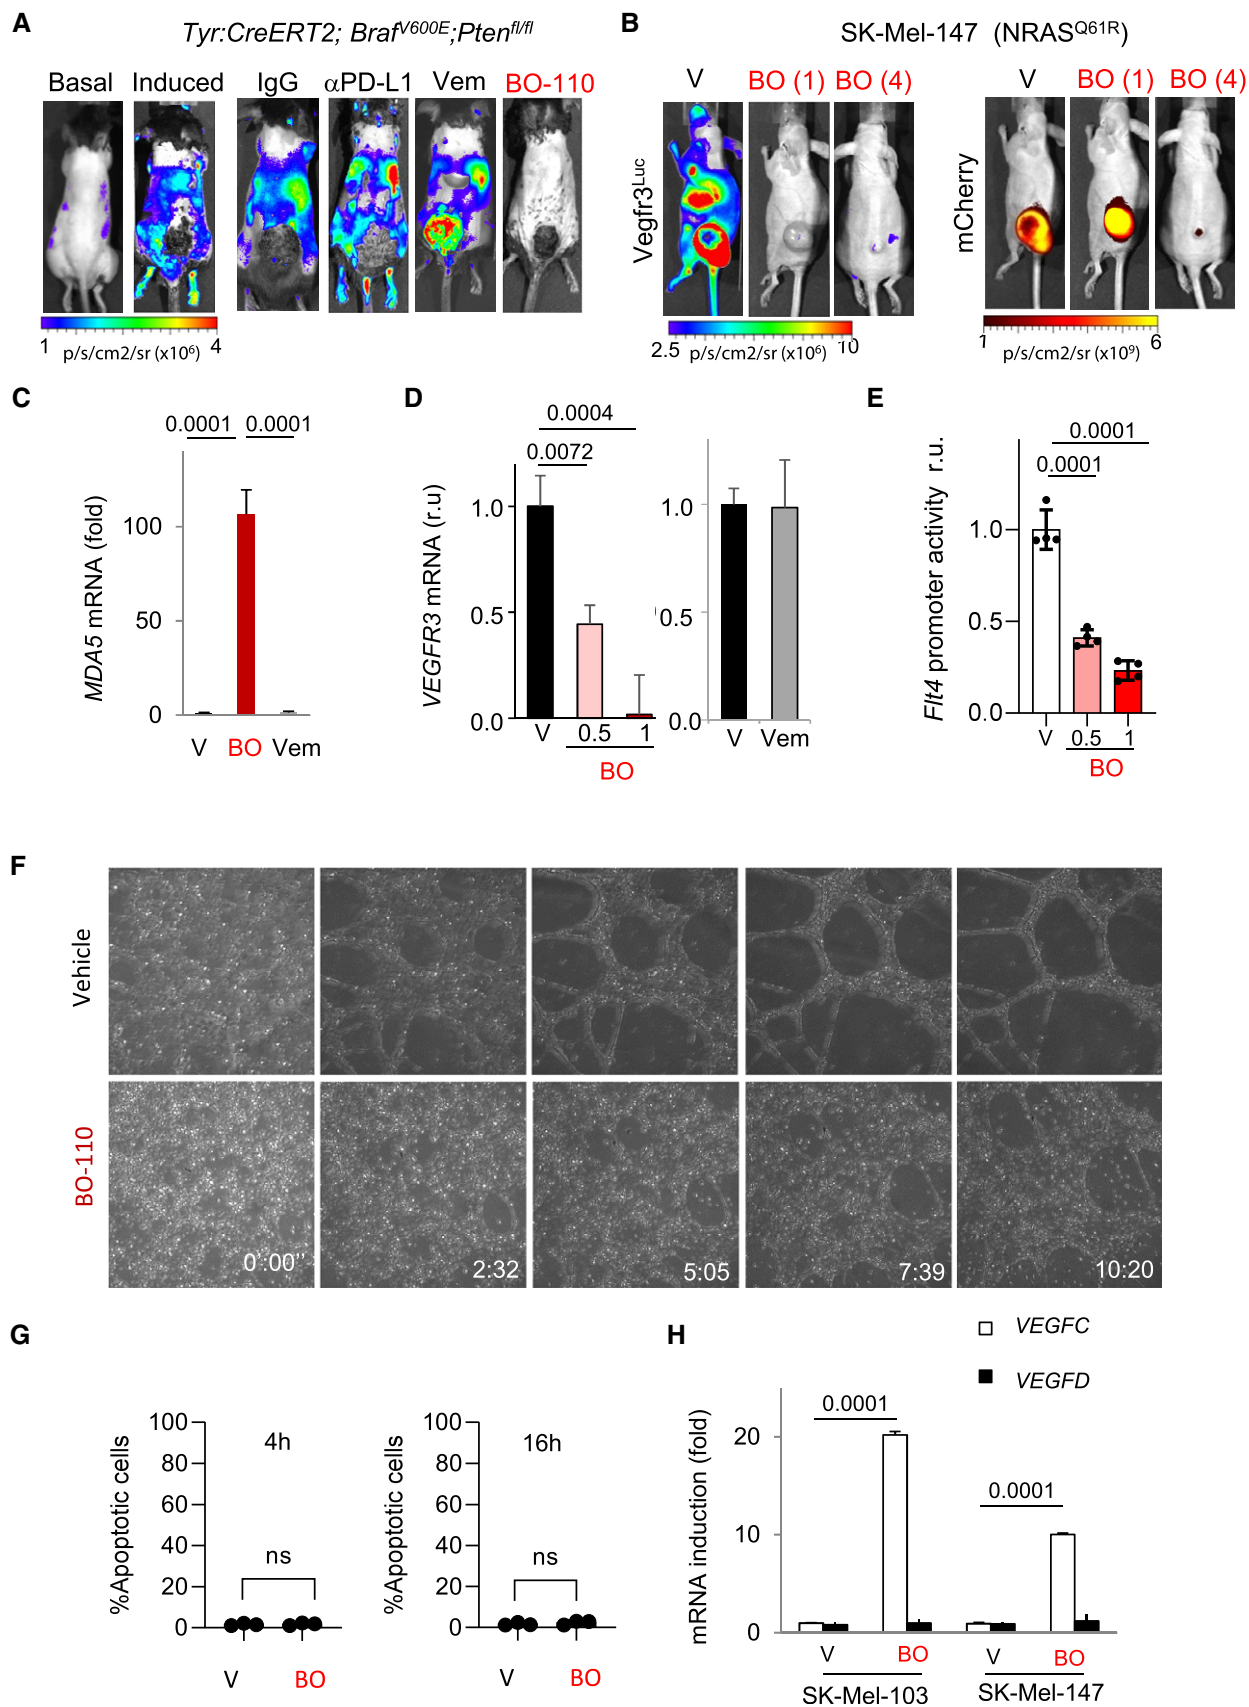 A
Tyr:CreERT2; Braf^V600E;Pten^fl/fl
Basal Induced IgG αPD-L1 Vem BO-110
1 p/s/cm2/sr (x10⁶) 4
B
SK-Mel-147 (NRAS^Q61R)
V BO (1) BO (4)
Vegfr3^Luc
2.5 p/s/cm2/sr (x10⁶) 10
V BO (1) BO (4)
mCherry
1 p/s/cm2/sr (x10⁹) 6
C
0.0001 0.0001
MDA5 mRNA (fold)
100
50
0
V BO Vem
D
0.0004
0.0072
VEGFR3 mRNA (r.u)
1.0
0.5
0.0
V 0.5 1
BO
1.0
0.5
0.0
V Vem
E
0.0001
0.0001
Flt4 promoter activity r.u.
1.0
0.5
0.0
V 0.5 1
BO
F
Vehicle
BO-110
0':00'' 2:32 5:05 7:39 10:20
G
%Apoptotic cells
100
80
60
40
20
0
4h
ns
V BO
%Apoptotic cells
100
80
60
40
20
0
16h
ns
V BO
H
VEGFC
VEGFD
mRNA induction (fold)
20
10
0
0.0001
0.0001
V BO V BO
SK-Mel-103 SK-Mel-147